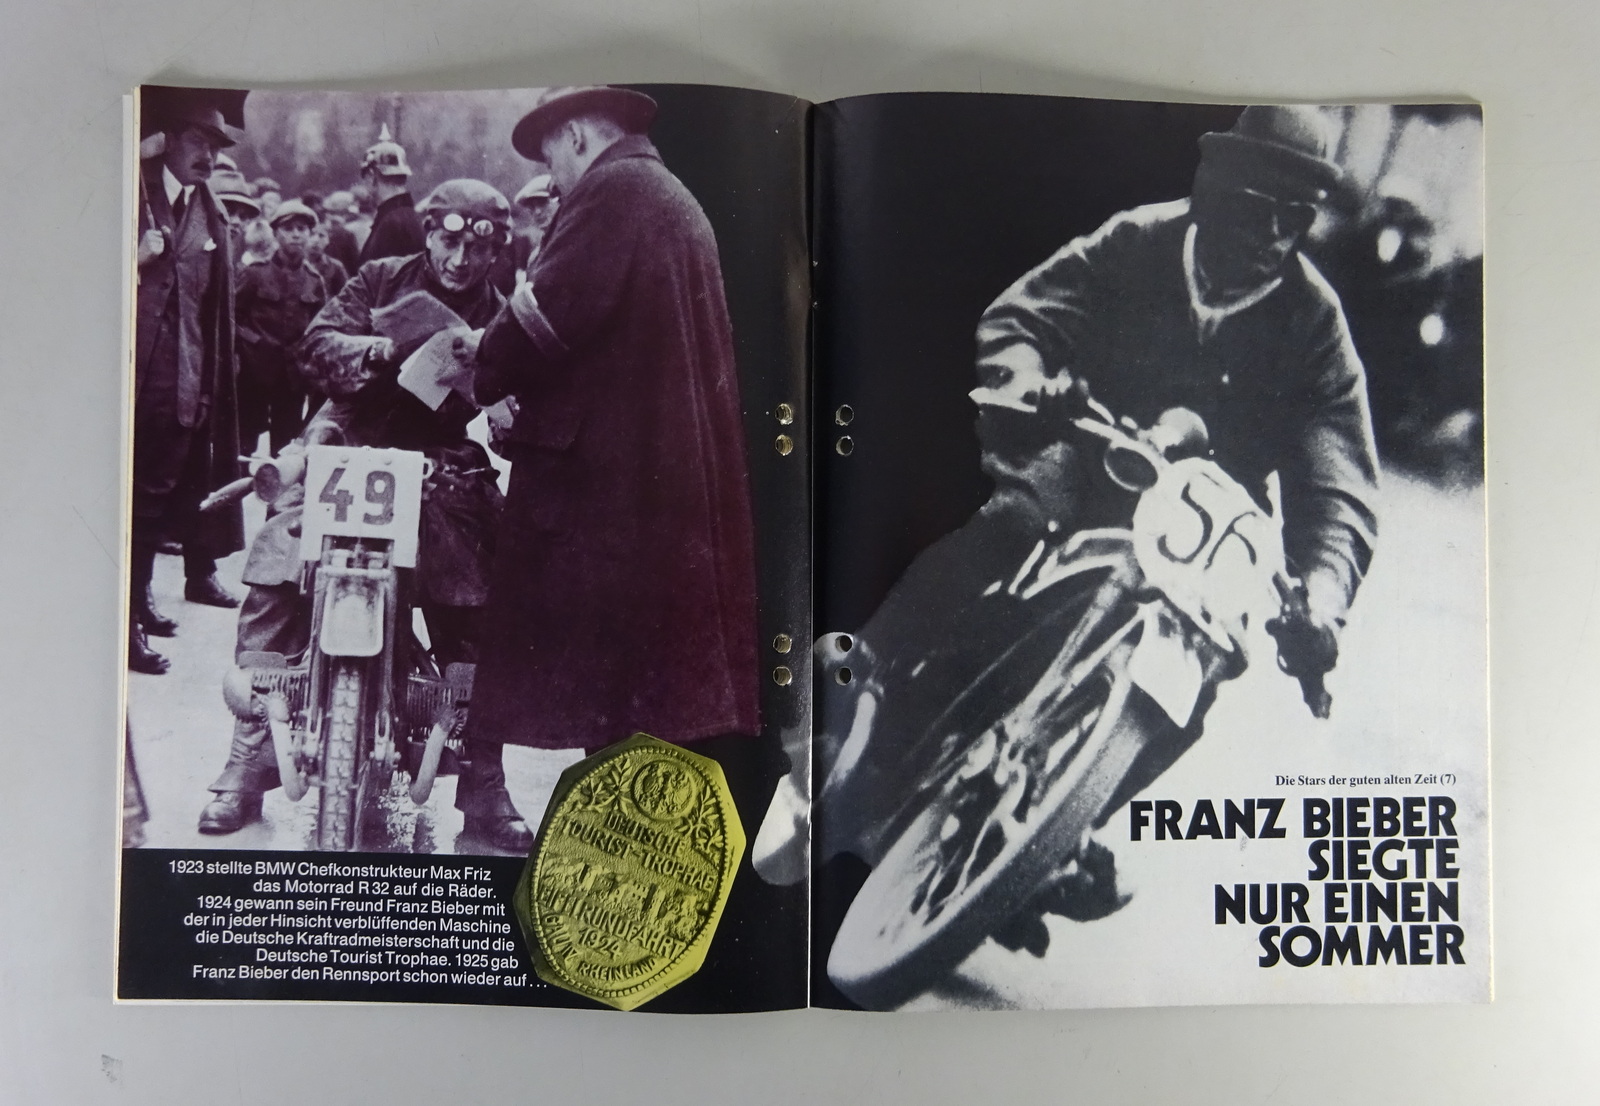 49
1923 stellte BMW Chefkonstrukteur Max Friz
das Motorrad R 32 auf die Räder.
1924 gewann sein Freund Franz Bieber mit
der in jeder Hinsicht verblüffenden Maschine
die Deutsche Kraftradmeisterschaft und die
Deutsche Tourist Trophae. 1925 gab
Franz Bieber den Rennsport schon wieder auf ...
DEUTSCHE
TOURIST-TROPHAE
1924
RHEINLAND
Die Stars der guten alten Zeit (7)
FRANZ BIEBER
SIEGTE
NUR EINEN
SOMMER